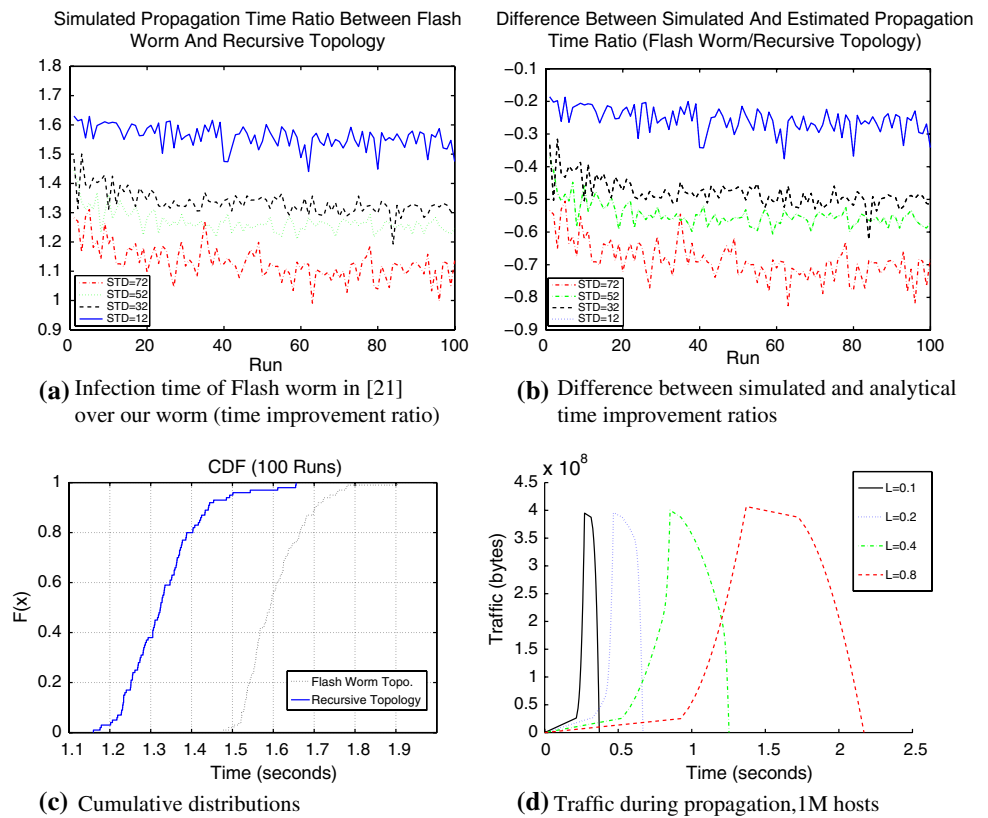 Simulated Propagation Time Ratio Between Flash
Worm And Recursive Topology
1.8
1.7
1.6
1.5
1.4
1.3
1.2
1.1
1
0.9
STD=72
STD=52
STD=32
STD=12
0
20
40
60
80
100
Run
(a) Infection time of Flash worm in [21]
over our worm (time improvement ratio)
Difference Between Simulated And Estimated Propagation
Time Ratio (Flash Worm/Recursive Topology)
−0.1
−0.2
−0.3
−0.4
−0.5
−0.6
−0.7
−0.8
−0.9
STD=72
STD=52
STD=32
STD=12
0
20
40
60
80
100
Run
(b) Difference between simulated and analytical
time improvement ratios
CDF (100 Runs)
1
0.8
0.6
0.4
0.2
0
F(x)
Flash Worm Topo.
Recursive Topology
1.1
1.2
1.3
1.4
1.5
1.6
1.7
1.8
1.9
Time (seconds)
(c) Cumulative distributions
x 10^8
4.5
4
3.5
3
2.5
2
1.5
1
0.5
0
Traffic (bytes)
L=0.1
L=0.2
L=0.4
L=0.8
0
0.5
1
1.5
2
2.5
Time (seconds)
(d) Traffic during propagation,1M hosts